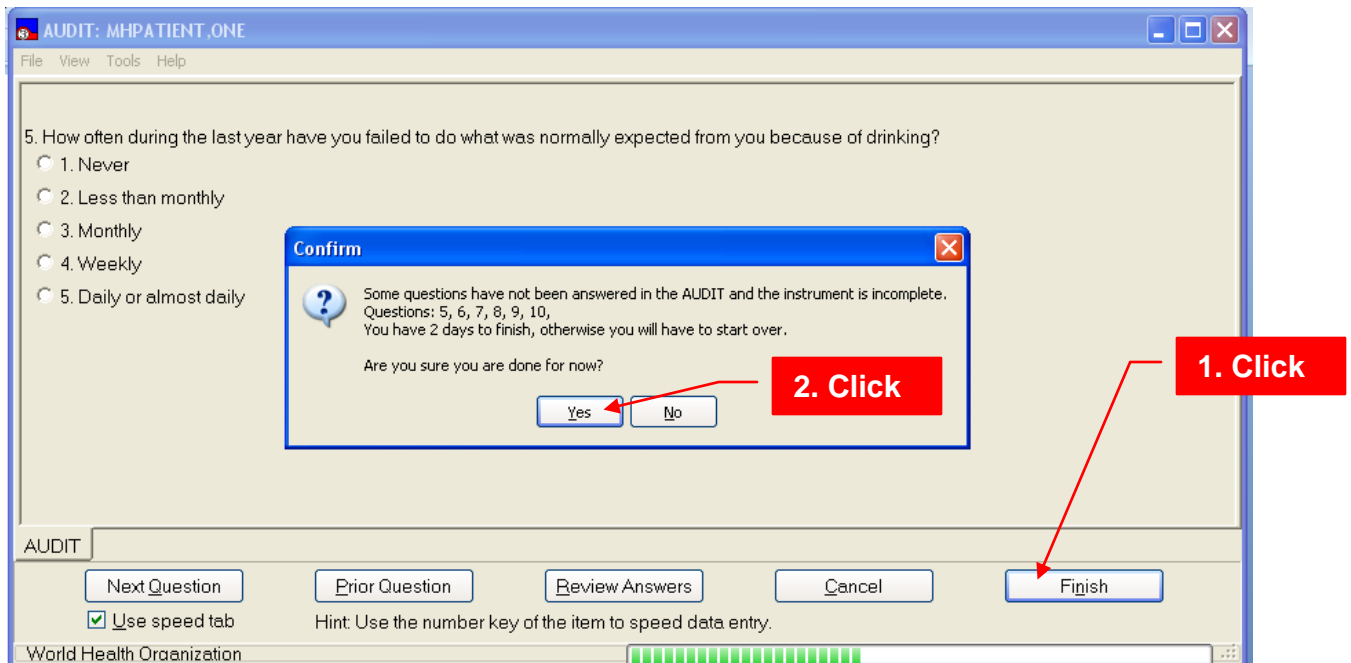 AUDIT: MHPATIENT,ONE
File View Tools Help
5. How often during the last year have you failed to do what was normally expected from you because of drinking?
1. Never
2. Less than monthly
3. Monthly
4. Weekly
5. Daily or almost daily
Confirm
Some questions have not been answered in the AUDIT and the instrument is incomplete.
Questions: 5, 6, 7, 8, 9, 10,
You have 2 days to finish, otherwise you will have to start over.
Are you sure you are done for now?
Yes No
2. Click
1. Click
AUDIT
Next Question Prior Question Review Answers Cancel Finish
Use speed tab Hint: Use the number key of the item to speed data entry.
World Health Organization